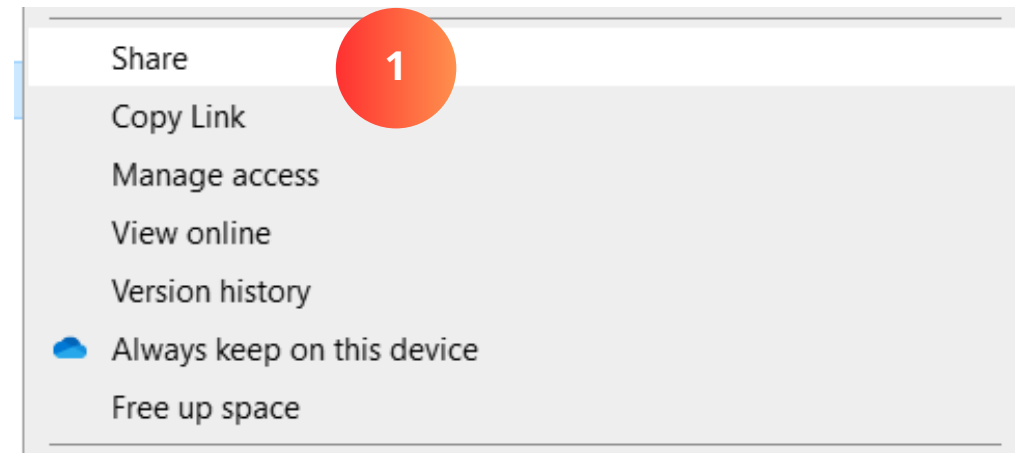 Share
1
Copy Link
Manage access
View online
Version history
Always keep on this device
Free up space